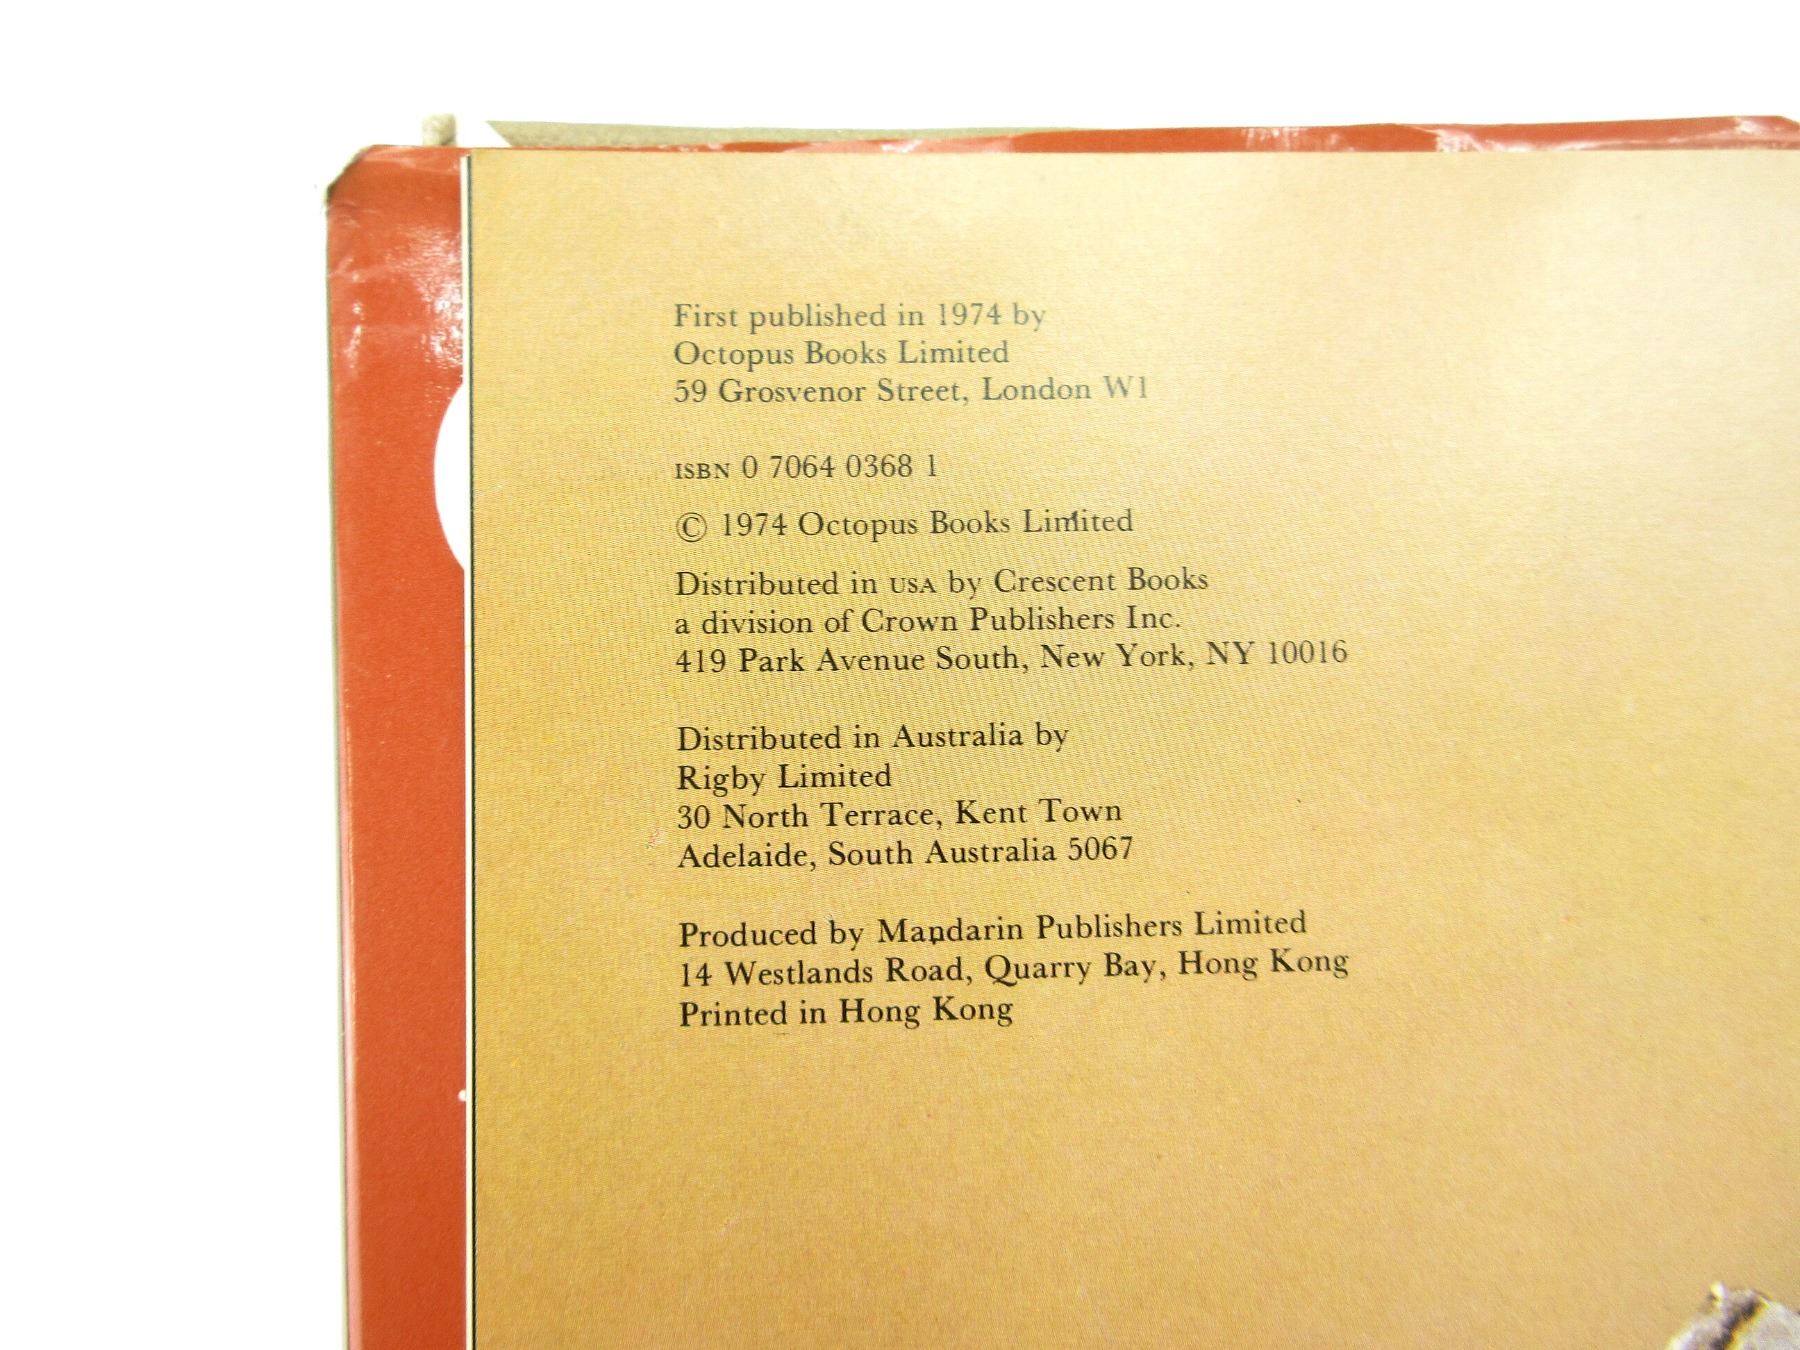 First published in 1974 by
Octopus Books Limited
59 Grosvenor Street, London W1
ISBN 0 7064 0368 1
© 1974 Octopus Books Limited
Distributed in USA by Crescent Books
a division of Crown Publishers Inc.
419 Park Avenue South, New York, NY 10016
Distributed in Australia by
Rigby Limited
30 North Terrace, Kent Town
Adelaide, South Australia 5067
Produced by Mandarin Publishers Limited
14 Westlands Road, Quarry Bay, Hong Kong
Printed in Hong Kong